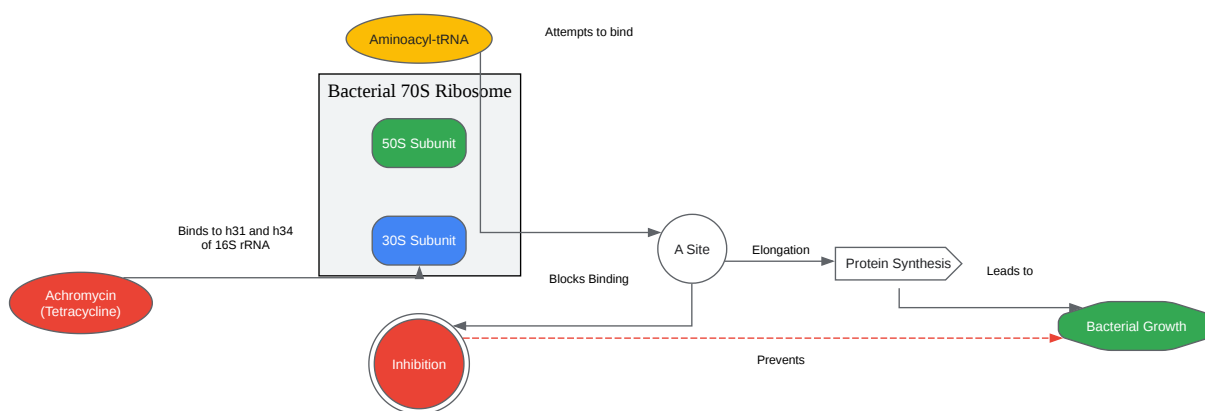 Aminoacyl-tRNA
Attempts to bind
Bacterial 70S Ribosome
50S Subunit
Binds to h31 and h34
of 16S rRNA
30S Subunit
A Site
Elongation
Protein Synthesis
Blocks Binding
Leads to
Achromycin
(Tetracycline)
Bacterial Growth
Inhibition
Prevents